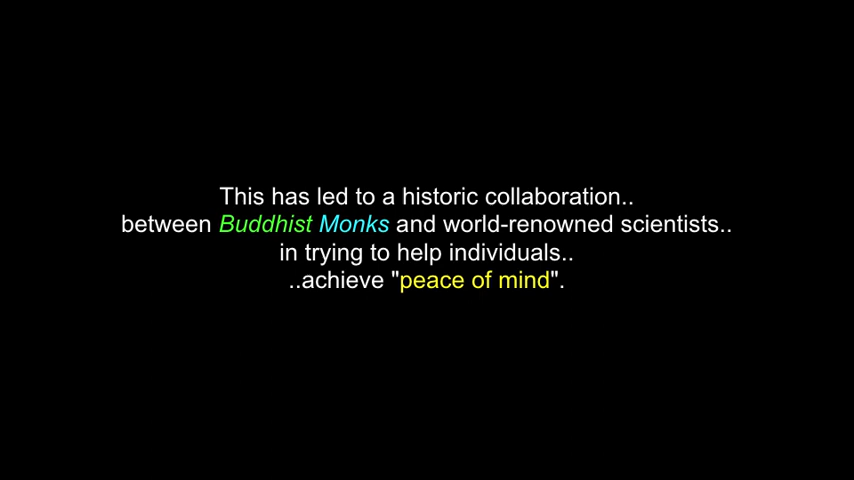 This has led to a historic collaboration..
between Buddhist Monks and world-renowned scientists..
in trying to help individuals..
..achieve "peace of mind".